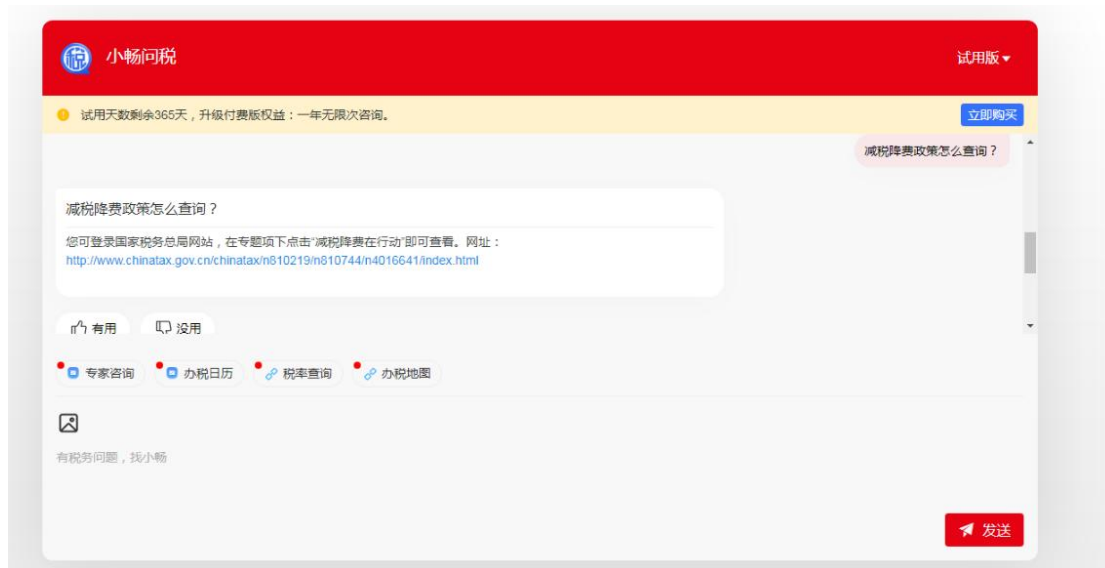 税
小畅问税
试用版
试用天数剩余365天，升级付费版权益：一年无限次咨询。
立即购买
减税降费政策怎么查询？
减税降费政策怎么查询？
您可登录国家税务总局网站，在专题项下点击“减税降费在行动”即可查看。网址：
http://www.chinatax.gov.cn/chinatax/n810219/n810744/n4016641/index.html
有用
没用
专家咨询
办税日历
税率查询
办税地图
有税务问题，找小畅
发送